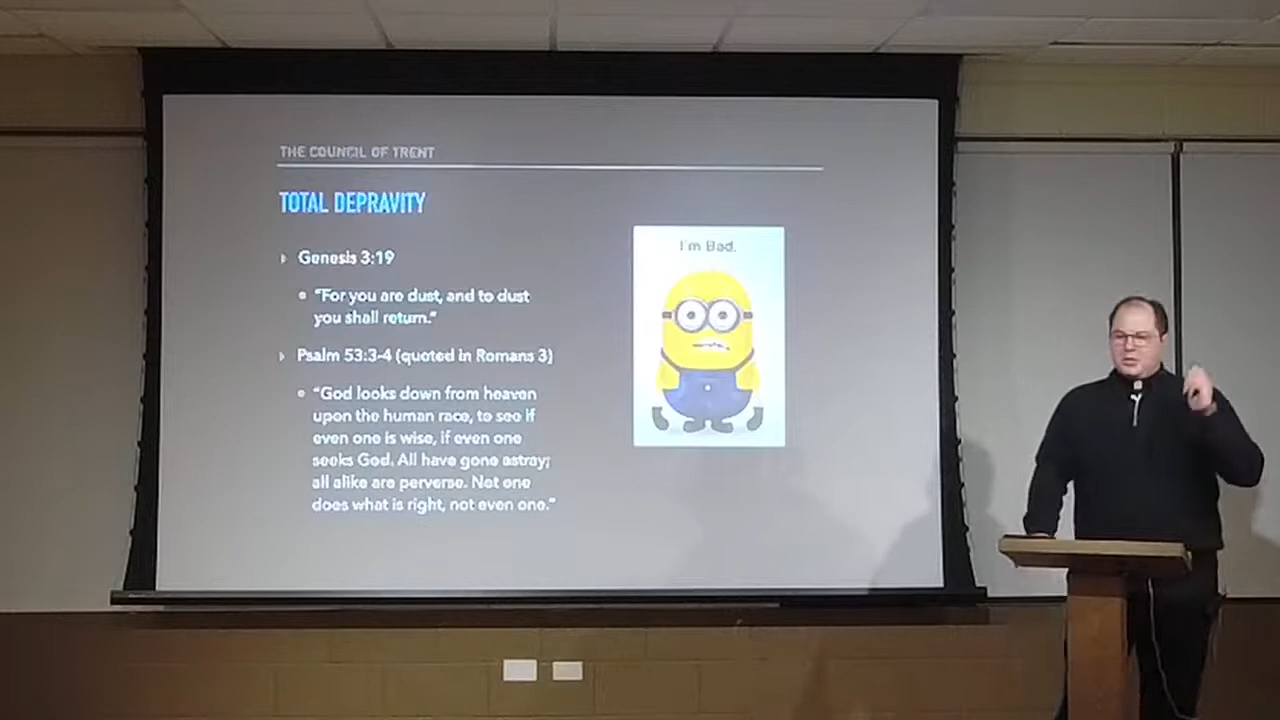 THE COUNCIL OF TRENT
TOTAL DEPRAVITY
Genesis 3:19
"For you are dust, and to dust
you shall return."
Psalm 53:3-4 (quoted in Romans 3)
"God looks down from heaven
upon the human race, to see if
even one is wise, if even one
seeks God. All have gone astray;
all alike are perverse. Not one
does what is right, not even one."
I'm Bad.